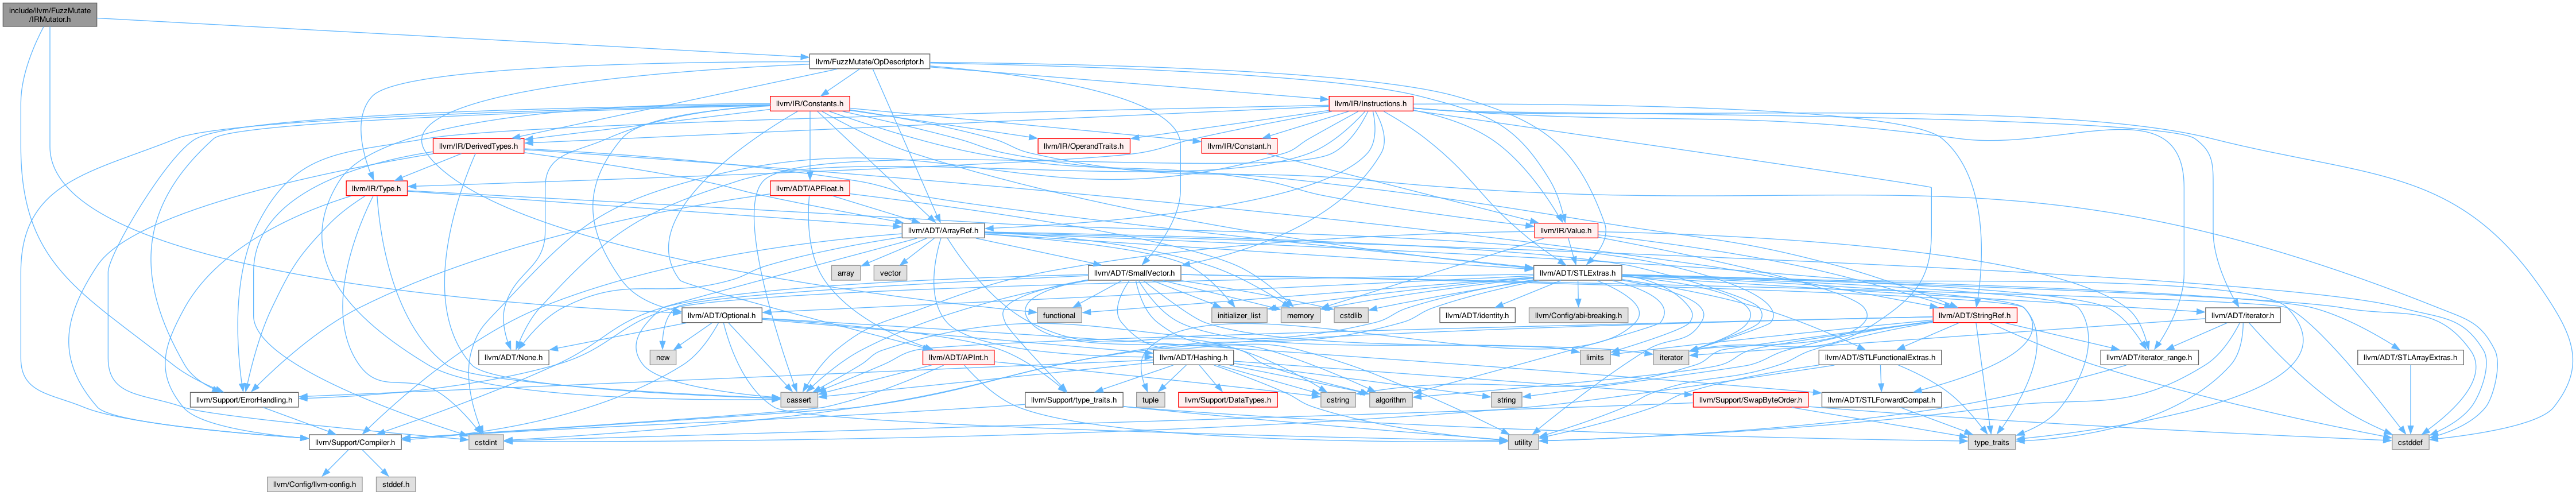 include/llvm/FuzzMutate
/IRMutator.h
llvm/FuzzMutate/OpDescriptor.h
llvm/IR/Constants.h
llvm/IR/Instructions.h
llvm/IR/DerivedTypes.h
llvm/IR/OperandTraits.h
llvm/IR/Constant.h
llvm/IR/Type.h
llvm/ADT/APFloat.h
llvm/ADT/ArrayRef.h
llvm/IR/Value.h
array
vector
llvm/ADT/SmallVector.h
llvm/ADT/STLExtras.h
llvm/ADT/Optional.h
functional
initializer_list
memory
cstdlib
llvm/ADT/identity.h
llvm/Config/abi-breaking.h
llvm/ADT/StringRef.h
llvm/ADT/iterator.h
llvm/ADT/None.h
new
llvm/ADT/APInt.h
llvm/ADT/Hashing.h
limits
iterator
llvm/ADT/STLFunctionalExtras.h
llvm/ADT/iterator_range.h
llvm/ADT/STLArrayExtras.h
llvm/Support/ErrorHandling.h
cassert
llvm/Support/type_traits.h
tuple
llvm/Support/DataTypes.h
cstring
algorithm
string
llvm/Support/SwapByteOrder.h
llvm/ADT/STLForwardCompat.h
llvm/Support/Compiler.h
cstdint
utility
type_traits
cstddef
llvm/Config/llvm-config.h
stddef.h